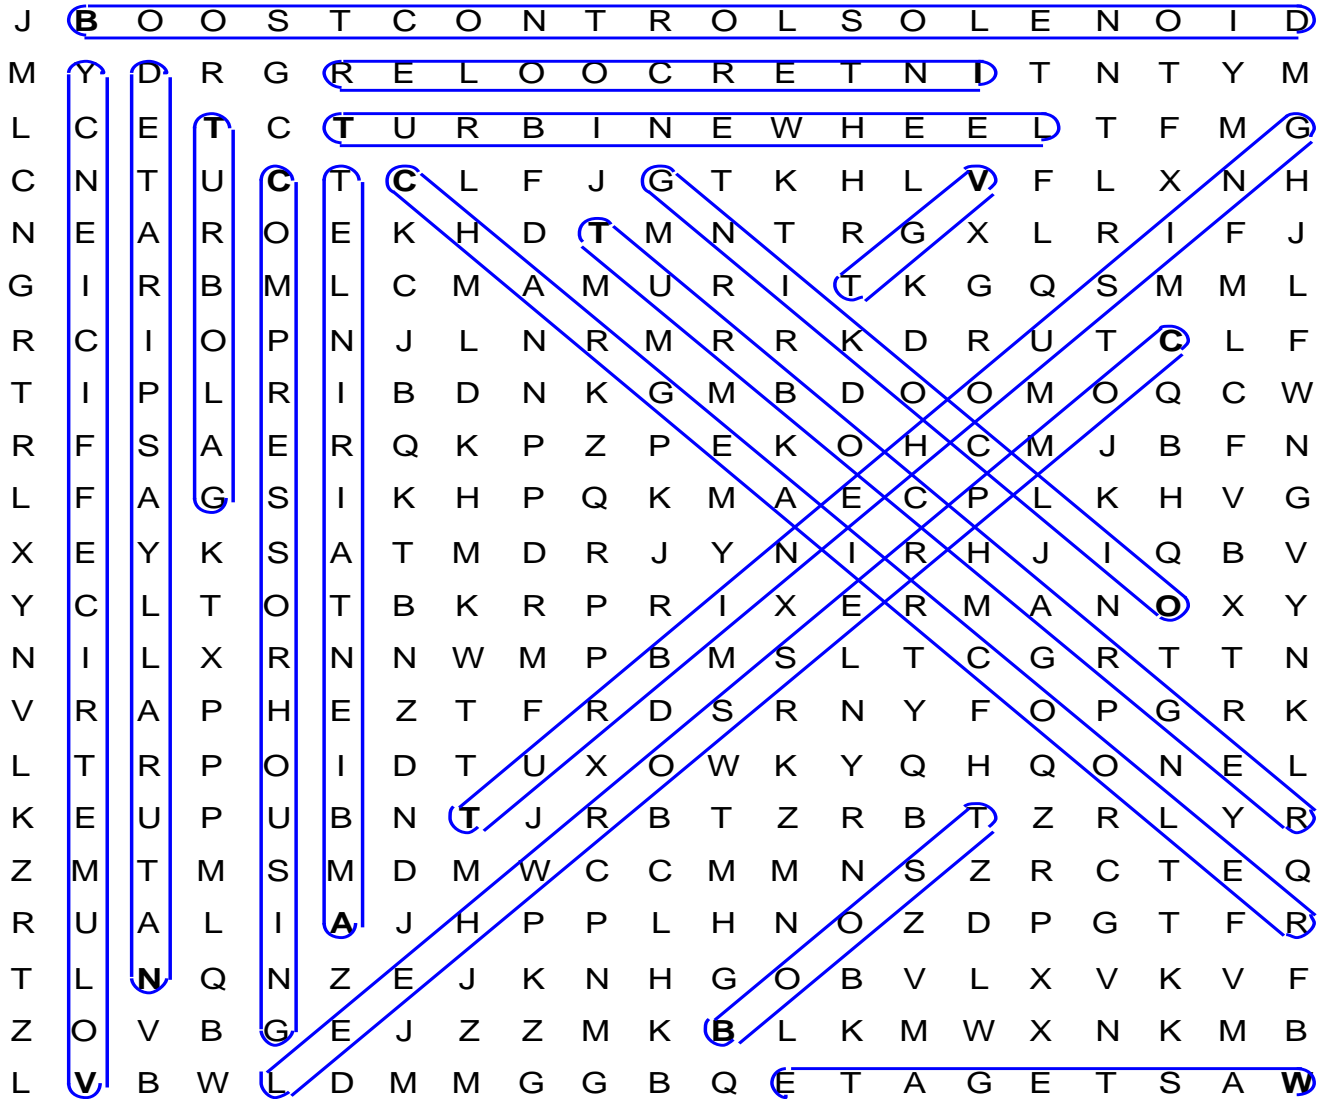 J B O O S T C O N T R O L S O L E N O I D
M Y D R G R E L O O C R E T N I T N T Y M
L C E T C T U R B I N E W H E E L T F M G
C N T U C T C L F J G T K H L V F L X N H
N E A R O E K H D T M N T R G X L R I F J
G I R B M L C M A M U R I T K G Q S M M L
R C I O P N J L N R M R R K D R U T C L F
T I P L R I B D N K G M B D O O M O Q C W
R F S A E R Q K P Z P E K O H C M J B F N
L F A G S I K H P Q K M A E C P L K H V G
X E Y K S A T M D R J Y N I R H J I Q B V
Y C L T O T B K R P R I X E R M A N O X Y
N I L X R N N W M P B M S L T C G R T T N
V R A P H E Z T F R D S R N Y F O P G R K
L T R P O I D T U X O W K Y Q H Q O N E L
K E U P U B N T J R B T Z R B T Z R L Y R
Z M T M S M D M W C C M M N S Z R C T E Q
R U A L I A J H P P L H N O Z D P G T F R
T L N Q N Z E J K N H G O B V L X V K V F
Z O V B G E J Z Z M K B L K M W X N K M B
L V B W L D M M G G B Q E T A G E T S A W